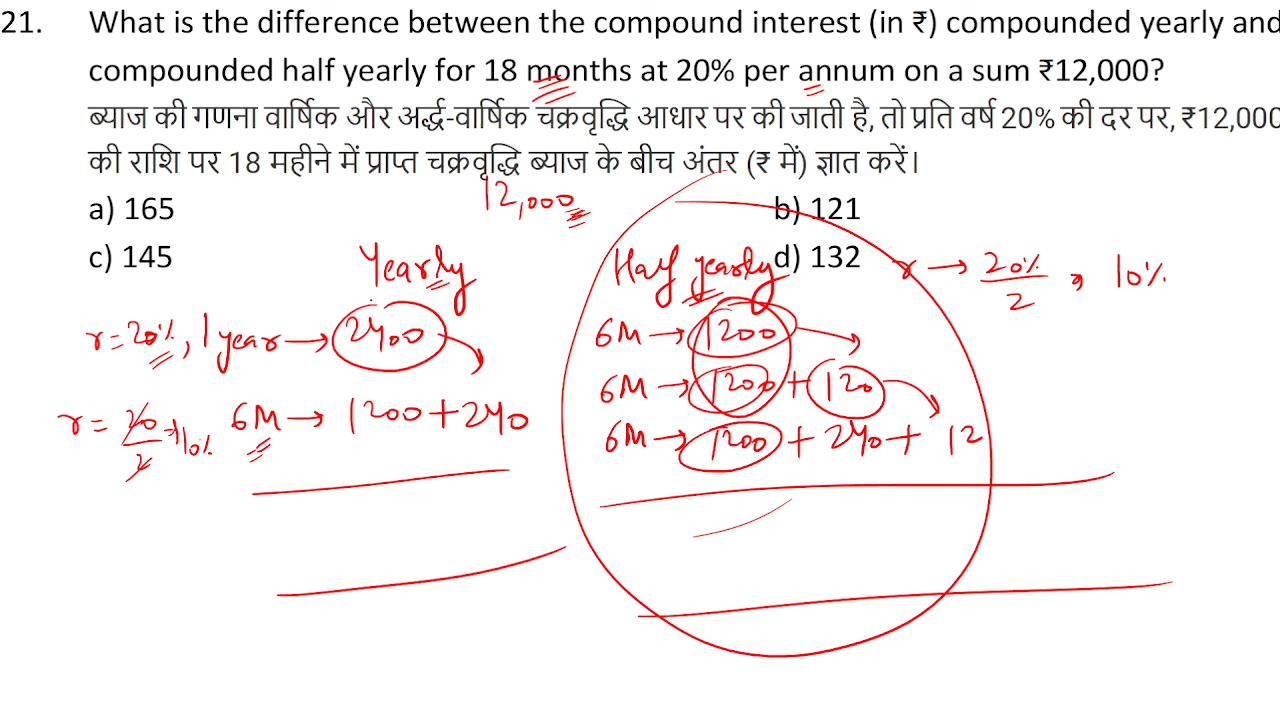 21. What is the difference between the compound interest (in ₹) compounded yearly and
compounded half yearly for 18 months at 20% per annum on a sum ₹12,000?
ब्याज की गणना वार्षिक और अर्द्ध-वार्षिक चक्रवृद्धि आधार पर की जाती है, तो प्रति वर्ष 20% की दर पर, ₹12,000
की राशि पर 18 महीने में प्राप्त चक्रवृद्धि ब्याज के बीच अंतर (₹ में) ज्ञात करें।
12,000
a) 165 b) 121
c) 145 d) 132
Yearly Half yearly r → 20%/2, 10%
r = 20%, 1 year → 2400 6M → 1200
6M → 1200 + 120
r = 20/2 → 10% 6M → 1200 + 240 6M → 1200 + 240 + 12